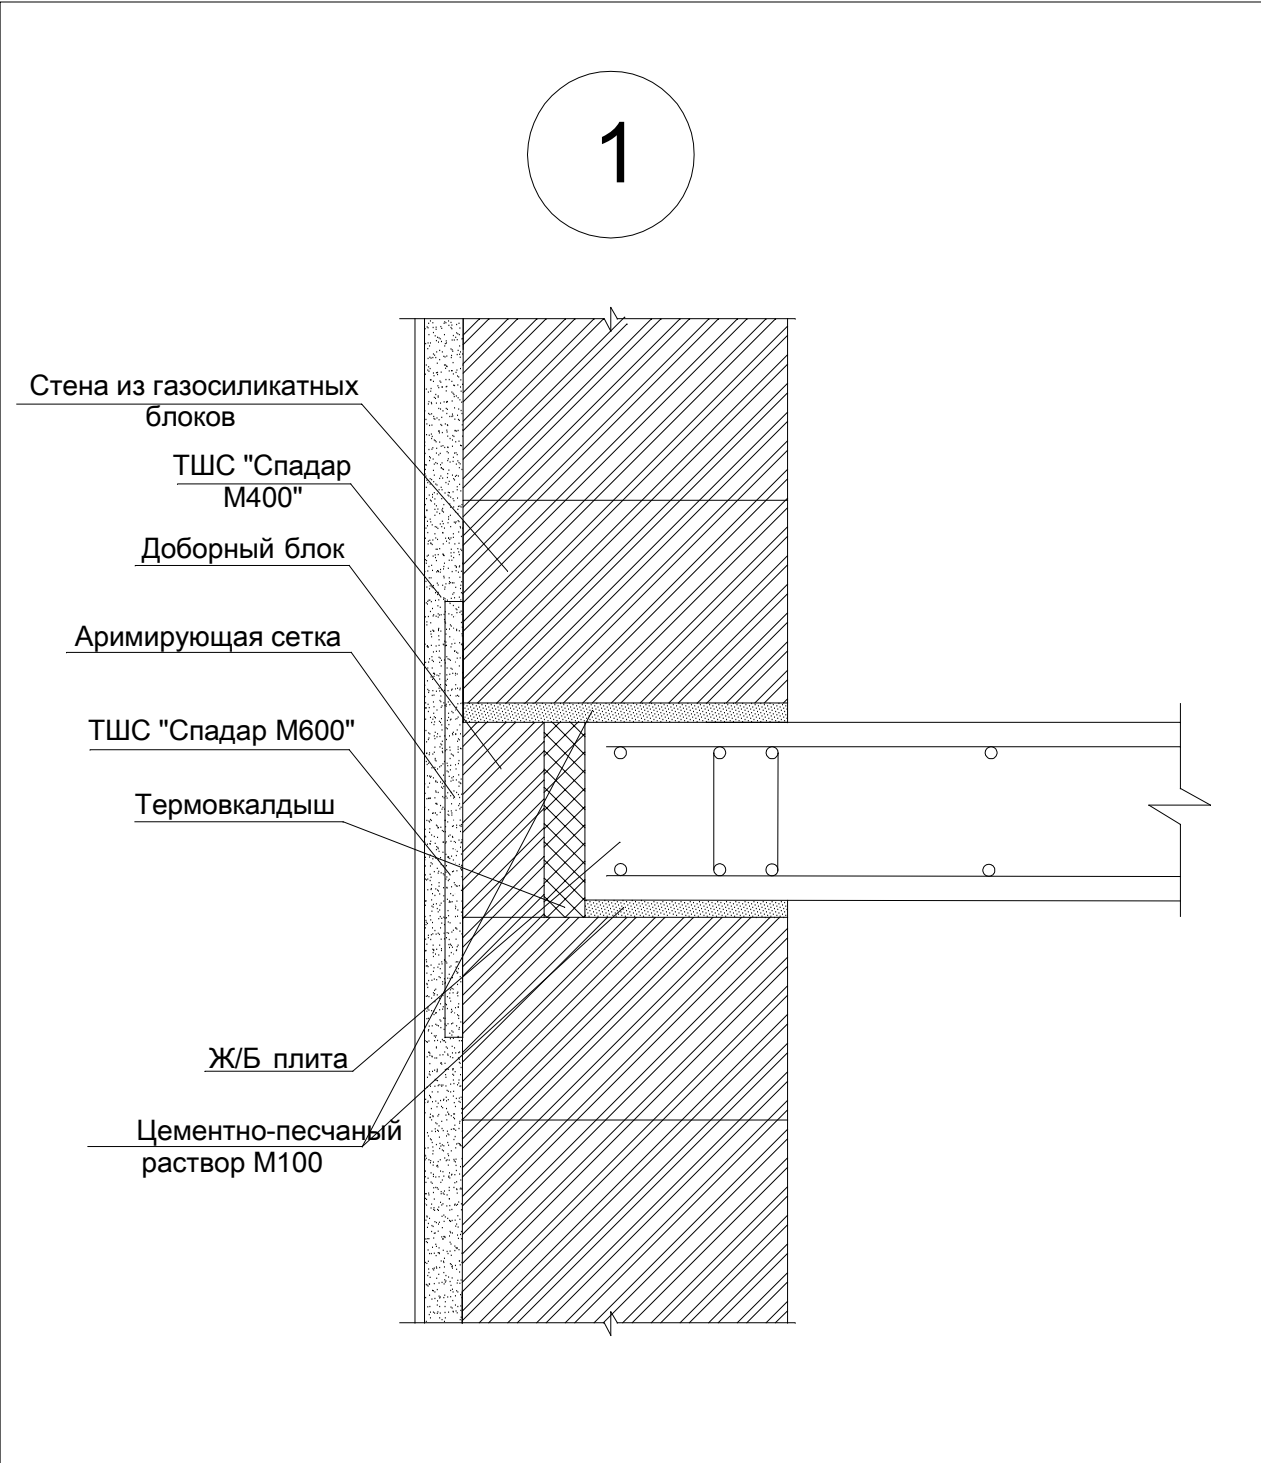 1
Стена из газосиликатных
блоков
ТШС "Спадар
М400"
Доборный блок
Аримирующая сетка
ТШС "Спадар М600"
Термовкалдыш
Ж/Б плита
Цементно-песчаный
раствор М100